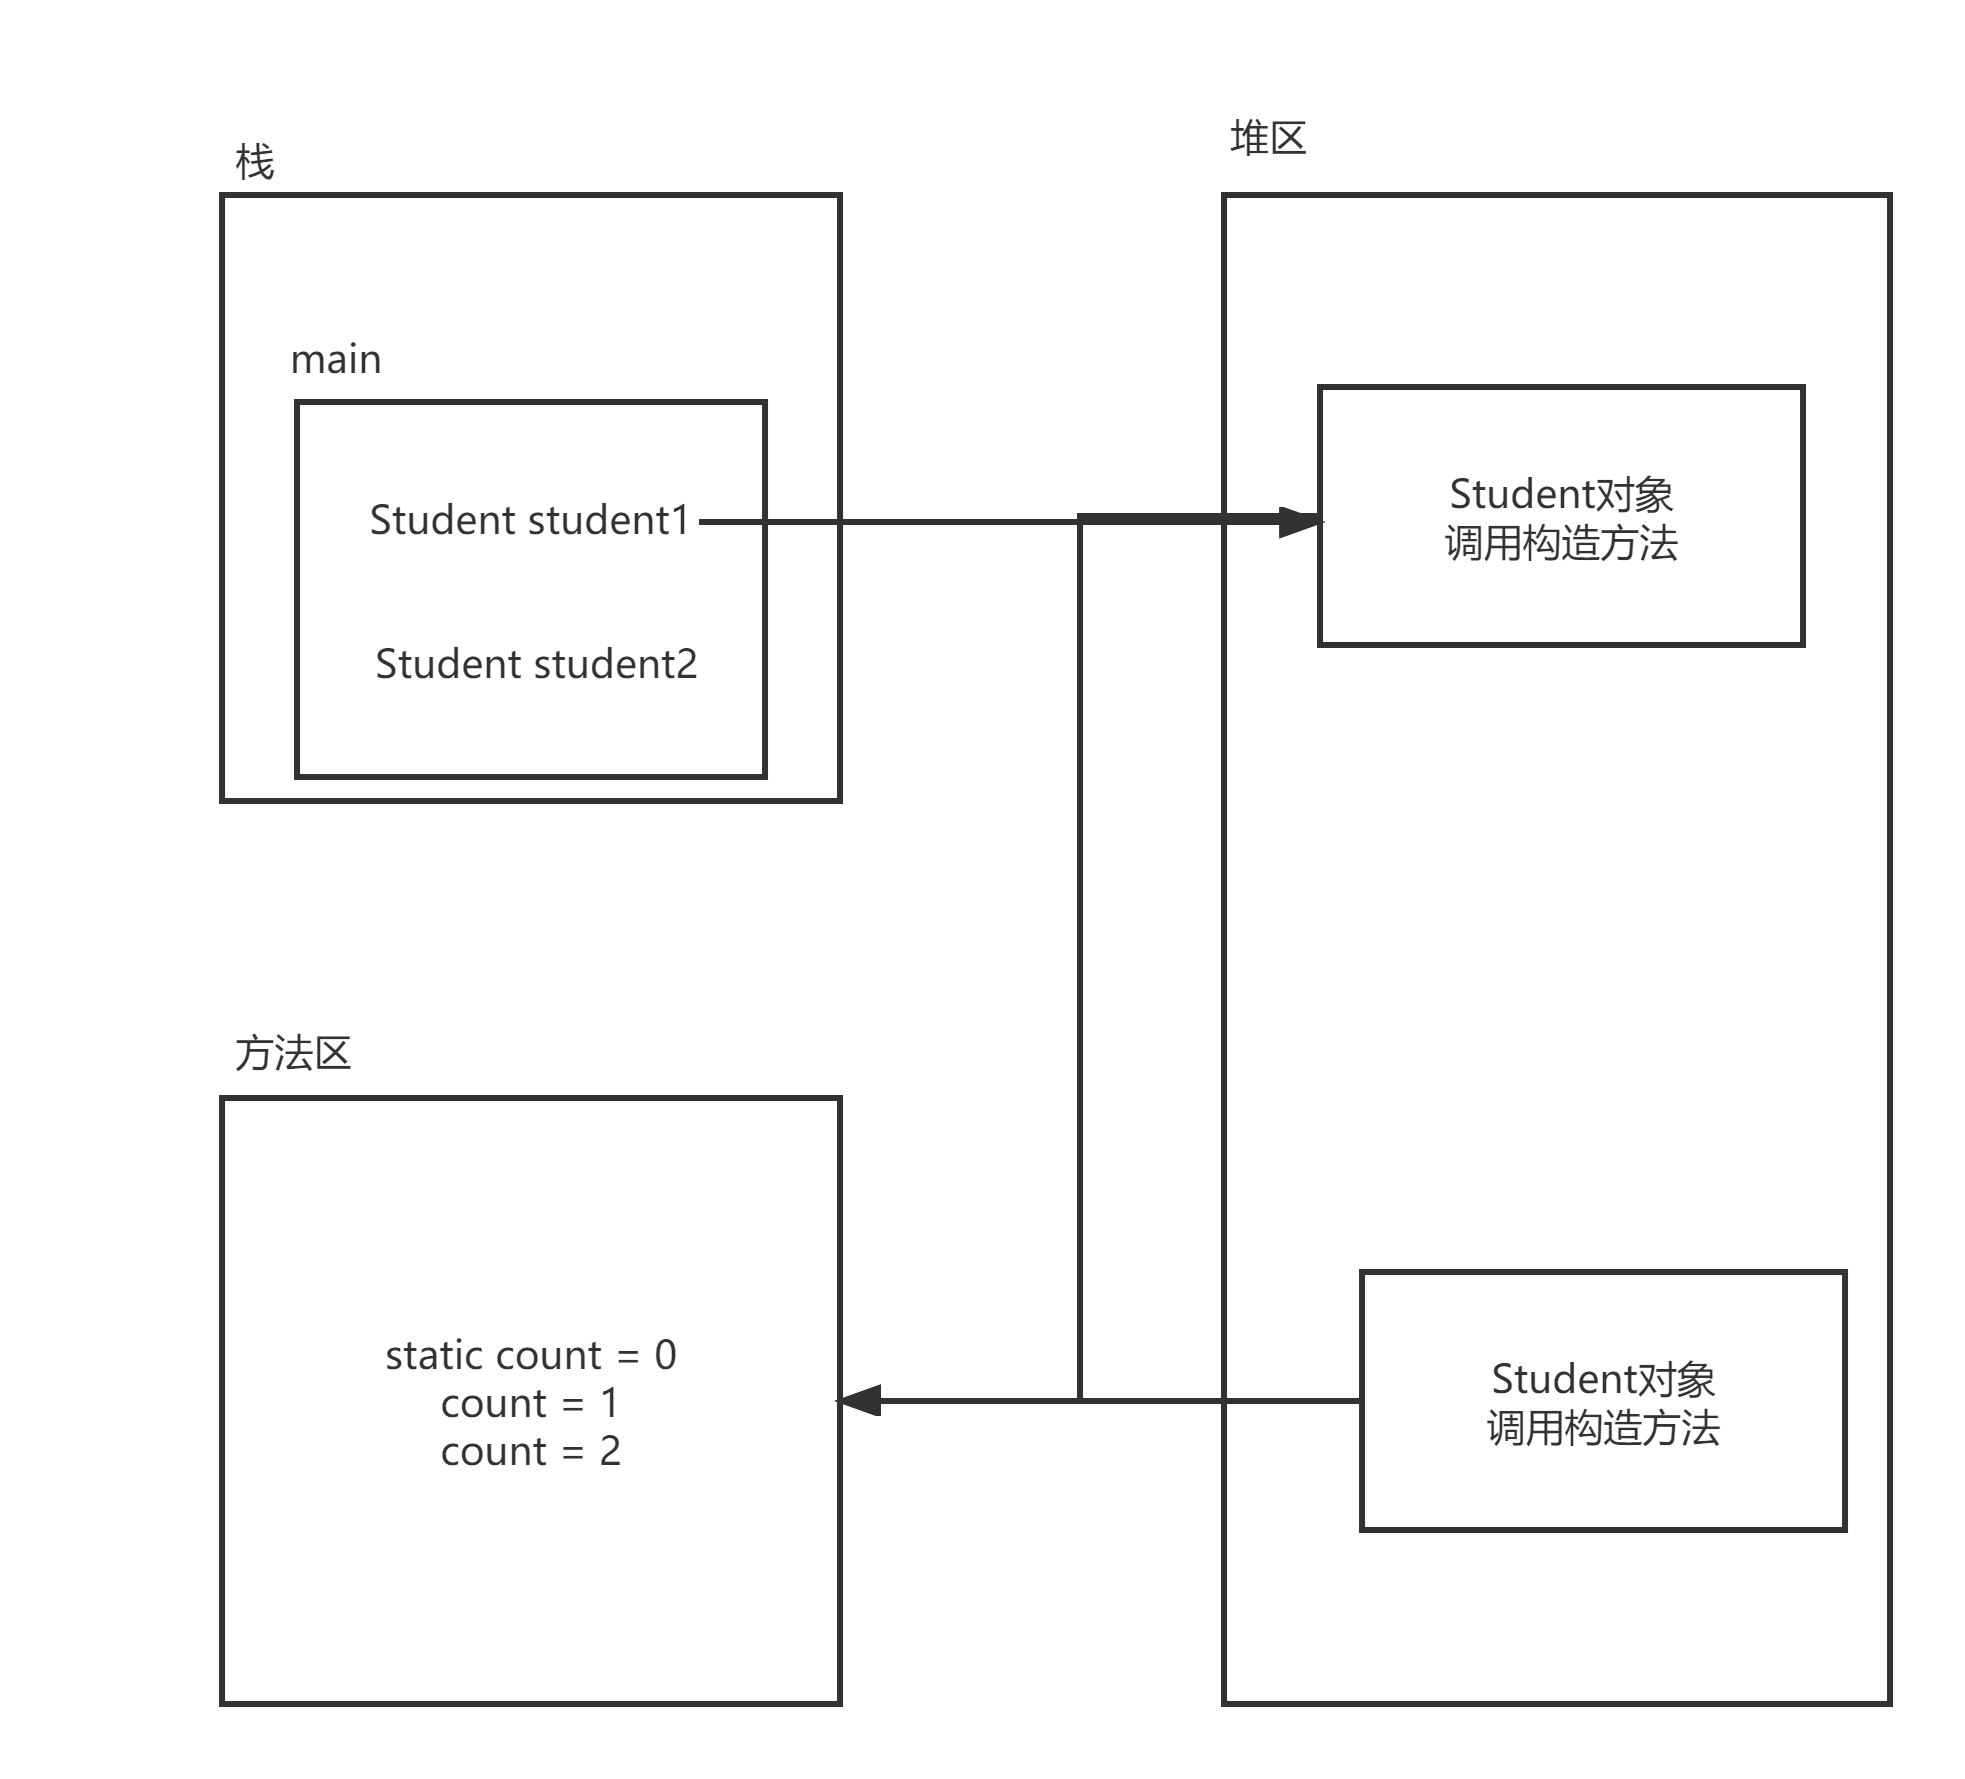 栈
堆区
main
Student student1
Student对象
调用构造方法
Student student2
方法区
static count = 0
count = 1
count = 2
Student对象
调用构造方法